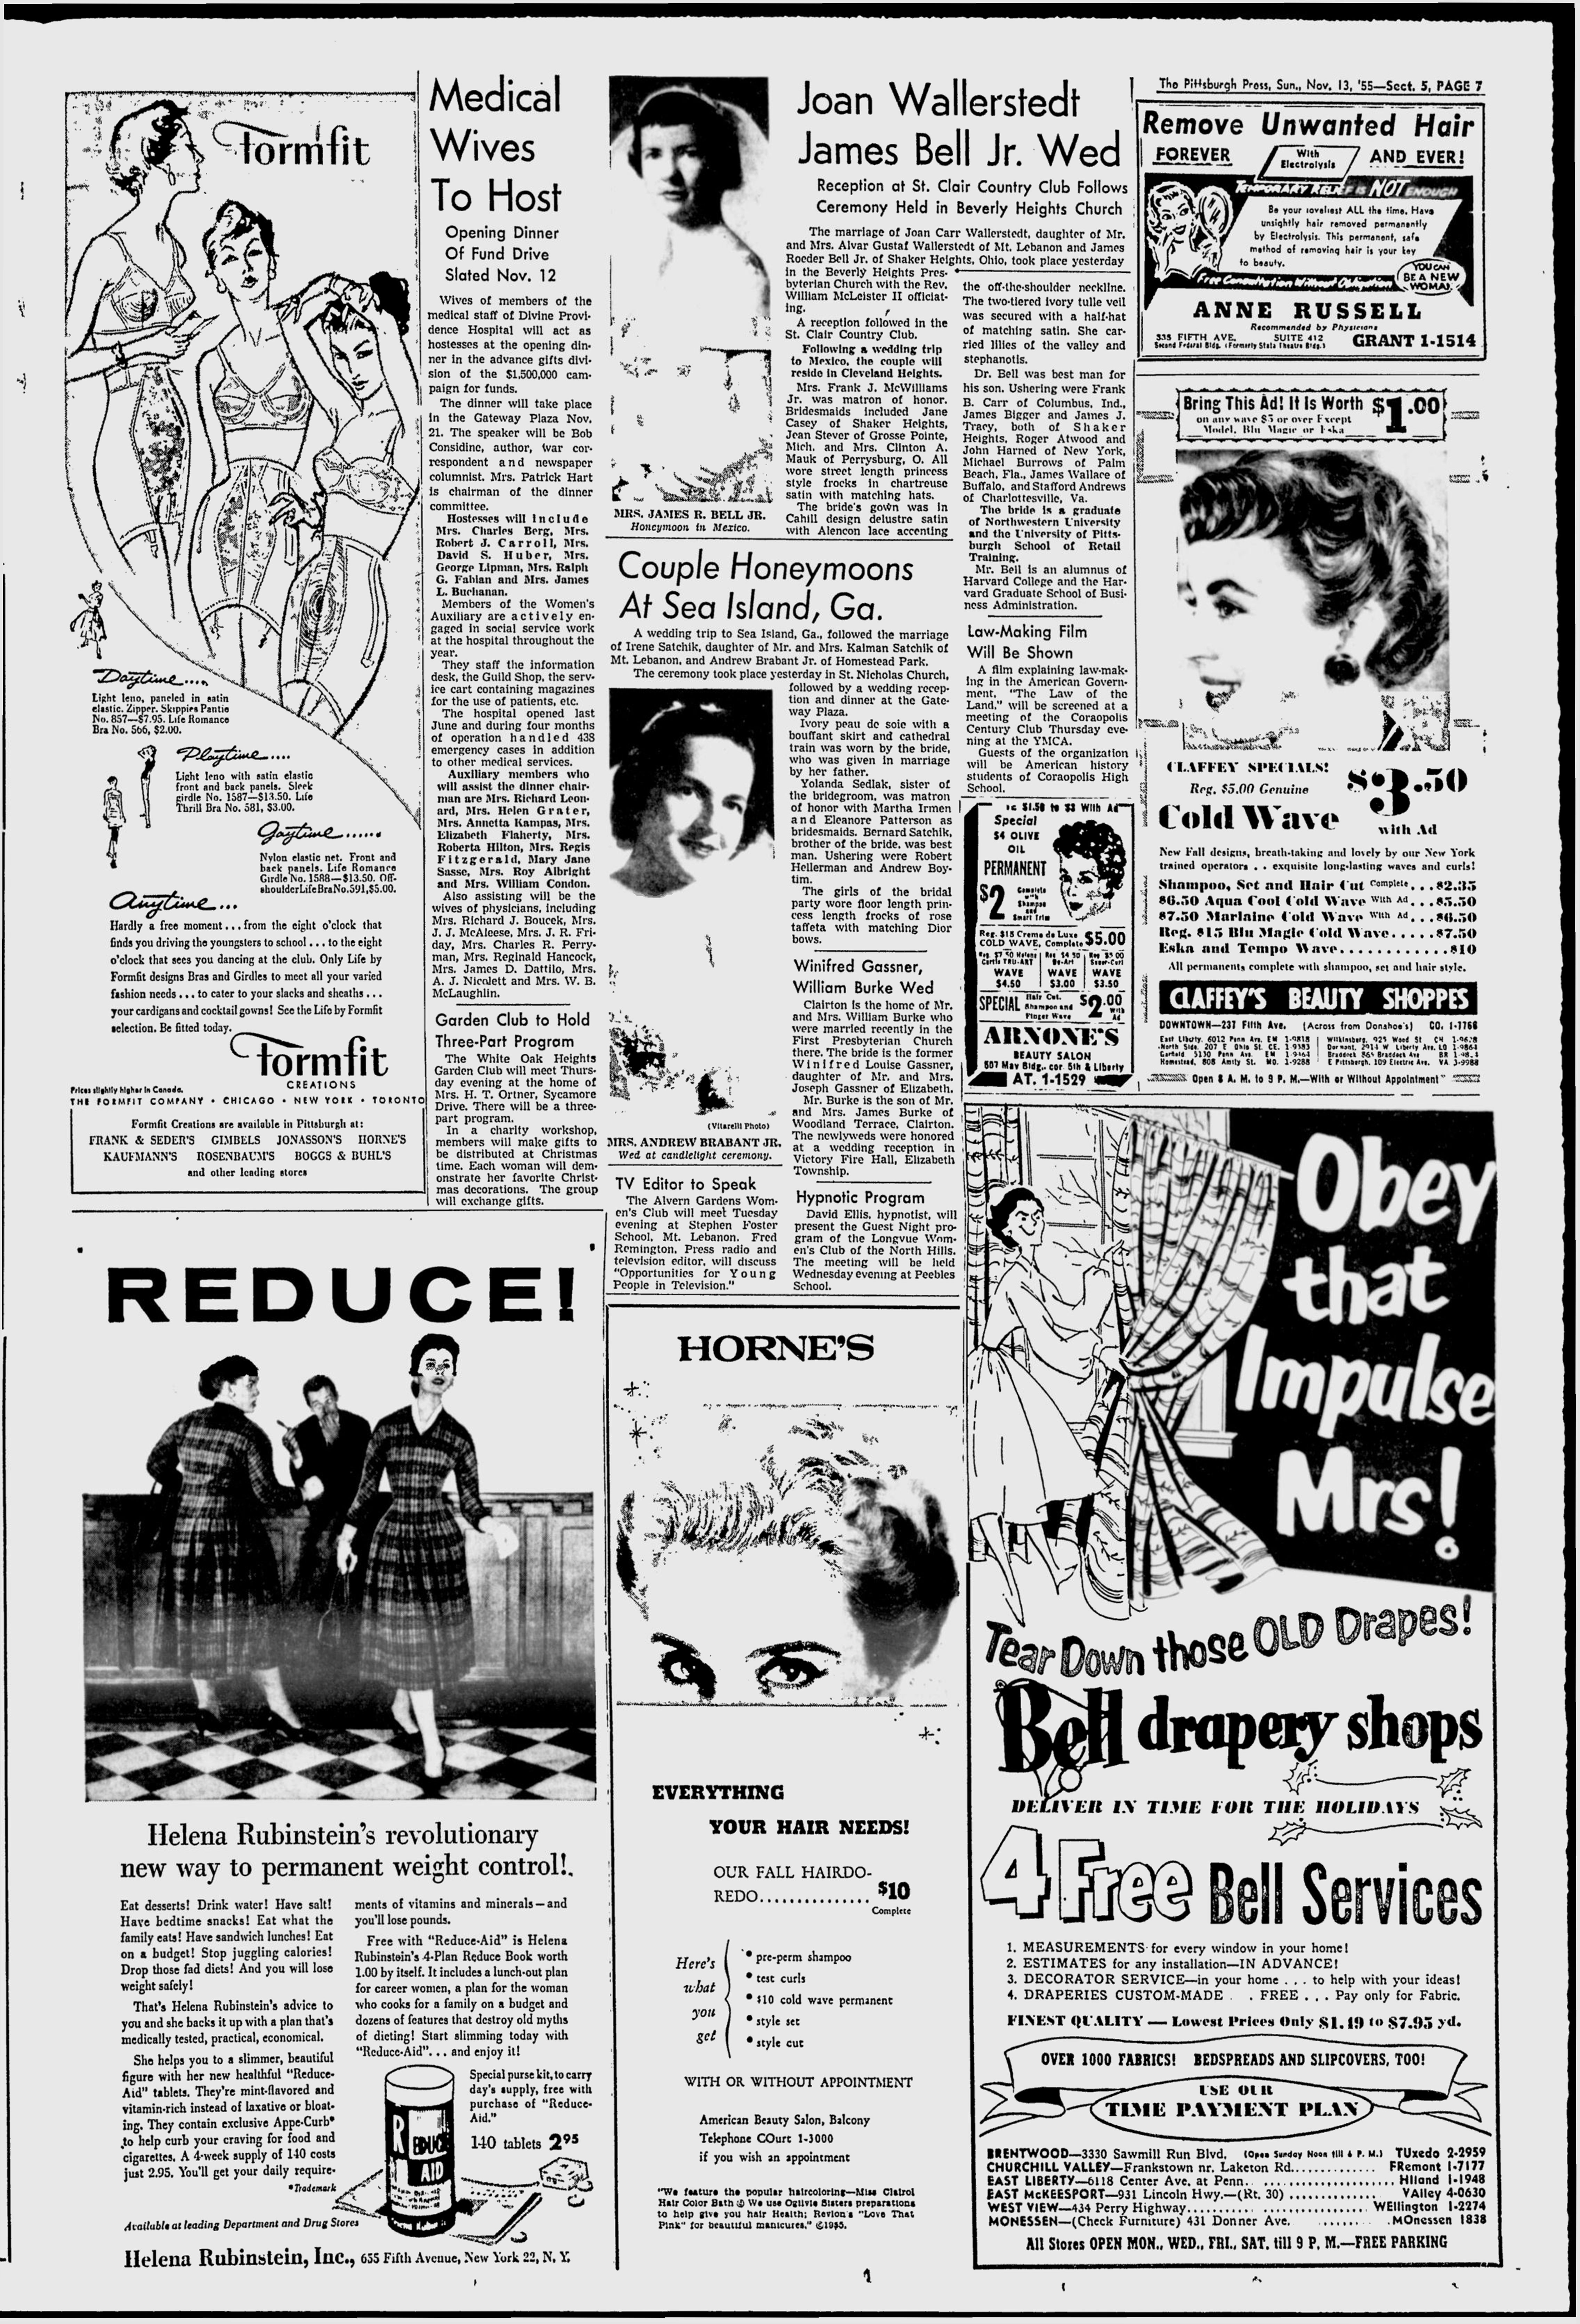 The Pittsburgh Press, Sun., Nov. 13, '55—Sect. 5, PAGE 7
formfit
Daytime....
Light leno, paneled in satin
elastic. Zipper. Skippies Pantie
No. 857—$7.95. Life Romance
Bra No. 566, $2.00.
Playtime....
Light leno with satin elastic
front and back panels. Sleek
girdle No. 1587—$13.50. Life
Thrill Bra No. 581, $3.00.
Gaytime......
Nylon elastic net. Front and
back panels. Life Romance
Girdle No. 1588—$13.50. Off-
shoulder Life Bra No. 591, $5.00.
Anytime...
Hardly a free moment...from the eight o'clock that
finds you driving the youngsters to school...to the eight
o'clock that sees you dancing at the club. Only Life by
Formfit designs Bras and Girdles to meet all your varied
fashion needs...to cater to your slacks and sheaths...
your cardigans and cocktail gowns! See the Life by Formfit
selection. Be fitted today.
formfit
CREATIONS
Prices slightly higher in Canada.
THE FORMFIT COMPANY • CHICAGO • NEW YORK • TORONTO
Formfit Creations are available in Pittsburgh at:
FRANK & SEDER'S GIMBELS JONASSON'S HORNE'S
KAUFMANN'S ROSENBAUM'S BOGGS & BUHL'S
and other leading stores
Medical
Wives
To Host
Opening Dinner
Of Fund Drive
Slated Nov. 12
Wives of members of the
medical staff of Divine Provi-
dence Hospital will act as
hostesses at the opening din-
ner in the advance gifts divi-
sion of the $1,500,000 cam-
paign for funds.
The dinner will take place
in the Gateway Plaza Nov.
21. The speaker will be Bob
Considine, author, war cor-
respondent and newspaper
columnist. Mrs. Patrick Hart
is chairman of the dinner
committee.
Hostesses will include
Mrs. Charles Berg, Mrs.
Robert J. Carroll, Mrs.
David S. Huber, Mrs.
George Lipman, Mrs. Ralph
G. Fabian and Mrs. James
L. Buchanan.
Members of the Women's
Auxiliary are actively en-
gaged in social service work
at the hospital throughout the
year.
They staff the information
desk, the Guild Shop, the serv-
ice cart containing magazines
for the use of patients, etc.
The hospital opened last
June and during four months
of operation handled 438
emergency cases in addition
to other medical services.
Auxiliary members who
will assist the dinner chair-
man are Mrs. Richard Leon-
ard, Mrs. Helen Grater,
Mrs. Annetta Kampas, Mrs.
Elizabeth Flaherty, Mrs.
Roberta Hilton, Mrs. Regis
Fitzgerald, Mary Jane
Sasse, Mrs. Roy Albright
and Mrs. William Condon.
Also assisting will be the
wives of physicians, including
Mrs. Richard J. Boucek, Mrs.
J. J. McAleese, Mrs. J. R. Fri-
day, Mrs. Charles R. Perry-
man, Mrs. Reginald Hancock,
Mrs. James D. Dattilo, Mrs.
A. J. Nicolett and Mrs. W. B.
McLaughlin.
Garden Club to Hold
Three-Part Program
The White Oak Heights
Garden Club will meet Thurs-
day evening at the home of
Mrs. H. T. Ortner, Sycamore
Drive. There will be a three-
part program.
In a charity workshop,
members will make gifts to
be distributed at Christmas
time. Each woman will dem-
onstrate her favorite Christ-
mas decorations. The group
will exchange gifts.
MRS. JAMES R. BELL JR.
Honeymoon in Mexico.
Joan Wallerstedt
James Bell Jr. Wed
Reception at St. Clair Country Club Follows
Ceremony Held in Beverly Heights Church
The marriage of Joan Carr Wallerstedt, daughter of Mr.
and Mrs. Alvar Gustaf Wallerstedt of Mt. Lebanon and James
Roeder Bell Jr. of Shaker Heights, Ohio, took place yesterday
in the Beverly Heights Pres-
byterian Church with the Rev.
William McLeister II officiat-
ing.
A reception followed in the
St. Clair Country Club.
Following a wedding trip
to Mexico, the couple will
reside in Cleveland Heights.
Mrs. Frank J. McWilliams
Jr. was matron of honor.
Bridesmaids included Jane
Casey of Shaker Heights,
Jean Stever of Grosse Pointe,
Mich. and Mrs. Clinton A.
Mauk of Perrysburg, O. All
wore street length princess
style frocks in chartreuse
satin with matching hats.
The bride's gown was in
Cahill design delustre satin
with Alencon lace accenting
the off-the-shoulder neckline.
The two-tiered ivory tulle veil
was secured with a half-hat
of matching satin. She car-
ried lilies of the valley and
stephanotis.
Dr. Bell was best man for
his son. Ushering were Frank
B. Carr of Columbus, Ind.,
James Bigger and James J.
Tracy, both of Shaker
Heights, Roger Atwood and
John Harned of New York,
Michael Burrows of Palm
Beach, Fla., James Wallace of
Buffalo, and Stafford Andrews
of Charlottesville, Va.
The bride is a graduate
of Northwestern University
and the University of Pitts-
burgh School of Retail
Training.
Mr. Bell is an alumnus of
Harvard College and the Har-
vard Graduate School of Busi-
ness Administration.
Couple Honeymoons
At Sea Island, Ga.
A wedding trip to Sea Island, Ga., followed the marriage
of Irene Satchik, daughter of Mr. and Mrs. Kalman Satchik of
Mt. Lebanon, and Andrew Brabant Jr. of Homestead Park.
The ceremony took place yesterday in St. Nicholas Church,
followed by a wedding recep-
tion and dinner at the Gate-
way Plaza.
Ivory peau de soie with a
bouffant skirt and cathedral
train was worn by the bride,
who was given in marriage
by her father.
Yolanda Sedlak, sister of
the bridegroom, was matron
of honor with Martha Irmen
and Eleanore Patterson as
bridesmaids. Bernard Satchik,
brother of the bride, was best
man. Ushering were Robert
Hellerman and Andrew Boy-
tim.
The girls of the bridal
party wore floor length prin-
cess length frocks of rose
taffeta with matching Dior
bows.
(Vitarelli Photo)
MRS. ANDREW BRABANT JR.
Wed at candlelight ceremony.
Winifred Gassner,
William Burke Wed
Clairton is the home of Mr.
and Mrs. William Burke who
were married recently in the
First Presbyterian Church
there. The bride is the former
Winifred Louise Gassner,
daughter of Mr. and Mrs.
Joseph Gassner of Elizabeth.
Mr. Burke is the son of Mr.
and Mrs. James Burke of
Woodland Terrace, Clairton.
The newlyweds were honored
at a wedding reception in
Victory Fire Hall, Elizabeth
Township.
TV Editor to Speak
The Alvern Gardens Wom-
en's Club will meet Tuesday
evening at Stephen Foster
School, Mt. Lebanon. Fred
Remington, Press radio and
television editor, will discuss
"Opportunities for Young
People in Television."
Hypnotic Program
David Ellis, hypnotist, will
present the Guest Night pro-
gram of the Longvue Wom-
en's Club of the North Hills.
The meeting will be held
Wednesday evening at Peebles
School.
Law-Making Film
Will Be Shown
A film explaining law-mak-
ing in the American Govern-
ment, "The Law of the
Land," will be screened at a
meeting of the Coraopolis
Century Club Thursday eve-
ning at the YMCA.
Guests of the organization
will be American history
students of Coraopolis High
School.
$1.50 to $3 With Ad
Special
$4 OLIVE
OIL
PERMANENT
$2 Complete
with
Shampoo
and
Smart Trim
Reg. $15 Creme de Luxe
COLD WAVE, Complete $5.00
WAVE WAVE WAVE
$4.50 $3.00 $3.50
SPECIAL Hair Cut,
Shampoo and
Finger Wave $2.00 With
Ad
ARNONE'S
BEAUTY SALON
507 May Bldg., cor. 5th & Liberty
AT. 1-1529
Remove Unwanted Hair
FOREVER With
Electrolysis AND EVER!
TEMPORARY RELIEF IS NOT ENOUGH
Be your loveliest ALL the time. Have
unsightly hair removed permanently
by Electrolysis. This permanent, safe
method of removing hair is your key
to beauty.
Free Consultation Without Obligation
YOU CAN
BE A NEW
WOMAN
ANNE RUSSELL
Recommended by Physicians
335 FIFTH AVE. SUITE 412
Second Federal Bldg. (Formerly State Theatre Bldg.)
GRANT 1-1514
Bring This Ad! It Is Worth $1.00
on any wave $5 or over Except
Model, Blu Magic or Eska
CLAFFEY SPECIALS!
Reg. $5.00 Genuine
$3.50
Cold Wave
with Ad
New Fall designs, breath-taking and lovely by our New York
trained operators . . exquisite long-lasting waves and curls!
Shampoo, Set and Hair Cut Complete...$2.35
$6.50 Aqua Cool Cold Wave With Ad...$5.50
$7.50 Marlaine Cold Wave With Ad...$6.50
Reg. $15 Blu Magic Cold Wave.....$7.50
Eska and Tempo Wave...........$10
All permanents complete with shampoo, set and hair style.
CLAFFEY'S BEAUTY SHOPPES
DOWNTOWN—237 Fifth Ave. (Across from Donahoe's) CO. 1-7766
East Liberty, 6012 Penn Ave. EM 1-9818
North Side, 207 E Ohio St. CE. 1-9383
Garfield 5130 Penn Ave. EM 1-9464
Homestead, 808 Amity St. HO. 1-9288
Wilkinsburg, 925 Wood St CH 1-9628
Dormont, 2914 W Liberty Ave. LO 1-9864
Braddock 865 Braddock Ave BR
E Pittsburgh, 109 Electric Ave. VA 3-9988
Open 8 A. M. to 9 P. M.—With or Without Appointment
REDUCE!
Helena Rubinstein's revolutionary
new way to permanent weight control!
Eat desserts! Drink water! Have salt!
Have bedtime snacks! Eat what the
family eats! Have sandwich lunches! Eat
on a budget! Stop juggling calories!
Drop those fad diets! And you will lose
weight safely!
That's Helena Rubinstein's advice to
you and she backs it up with a plan that's
medically tested, practical, economical.
She helps you to a slimmer, beautiful
figure with her new healthful "Reduce-
Aid" tablets. They're mint-flavored and
vitamin-rich instead of laxative or bloat-
ing. They contain exclusive Appe-Curb*
to help curb your craving for food and
cigarettes. A 4-week supply of 140 costs
just 2.95. You'll get your daily require-
ments of vitamins and minerals—and
you'll lose pounds.
Free with "Reduce-Aid" is Helena
Rubinstein's 4-Plan Reduce Book worth
1.00 by itself. It includes a lunch-out plan
for career women, a plan for the woman
who cooks for a family on a budget and
dozens of features that destroy old myths
of dieting! Start slimming today with
"Reduce-Aid"... and enjoy it!
Special purse kit, to carry
day's supply, free with
purchase of "Reduce-
Aid."
140 tablets 2.95
REDUCE
AID
*Trademark
Available at leading Department and Drug Stores
Helena Rubinstein, Inc., 655 Fifth Avenue, New York 22, N. Y.
HORNE'S
EVERYTHING
YOUR HAIR NEEDS!
OUR FALL HAIRDO-
REDO............... $10
Complete
Here's
what
you
get
• pre-perm shampoo
• test curls
• $10 cold wave permanent
• style set
• style cut
WITH OR WITHOUT APPOINTMENT
American Beauty Salon, Balcony
Telephone COurt 1-3000
if you wish an appointment
"We feature the popular haircoloring—Miss Clairol
Hair Color Bath ® We use Ogilvie Sisters preparations
to help give you hair Health; Revlon's "Love That
Pink" for beautiful manicures." ©1955.
Obey
that
Impulse
Mrs!
Tear Down those OLD Drapes!
Bell drapery shops
DELIVER IN TIME FOR THE HOLIDAYS
4 Free Bell Services
1. MEASUREMENTS for every window in your home!
2. ESTIMATES for any installation—IN ADVANCE!
3. DECORATOR SERVICE—in your home . . . to help with your ideas!
4. DRAPERIES CUSTOM-MADE . . FREE . . . Pay only for Fabric.
FINEST QUALITY — Lowest Prices Only $1.49 to $7.95 yd.
OVER 1000 FABRICS! BEDSPREADS AND SLIPCOVERS, TOO!
USE OUR
TIME PAYMENT PLAN
BRENTWOOD—3330 Sawmill Run Blvd. (Open Sunday Noon till 6 P. M.) TUxedo 2-2959
CHURCHILL VALLEY—Frankstown nr. Laketon Rd............ FRemont 1-7177
EAST LIBERTY—6118 Center Ave. at Penn.................. HIland 1-1948
EAST McKEESPORT—931 Lincoln Hwy.—(Rt. 30) ............. VAlley 4-0630
WEST VIEW—434 Perry Highway........................ WEllington 1-2274
MONESSEN—(Check Furniture) 431 Donner Ave. ......... MOnessen 1838
All Stores OPEN MON., WED., FRI., SAT. till 9 P. M.—FREE PARKING